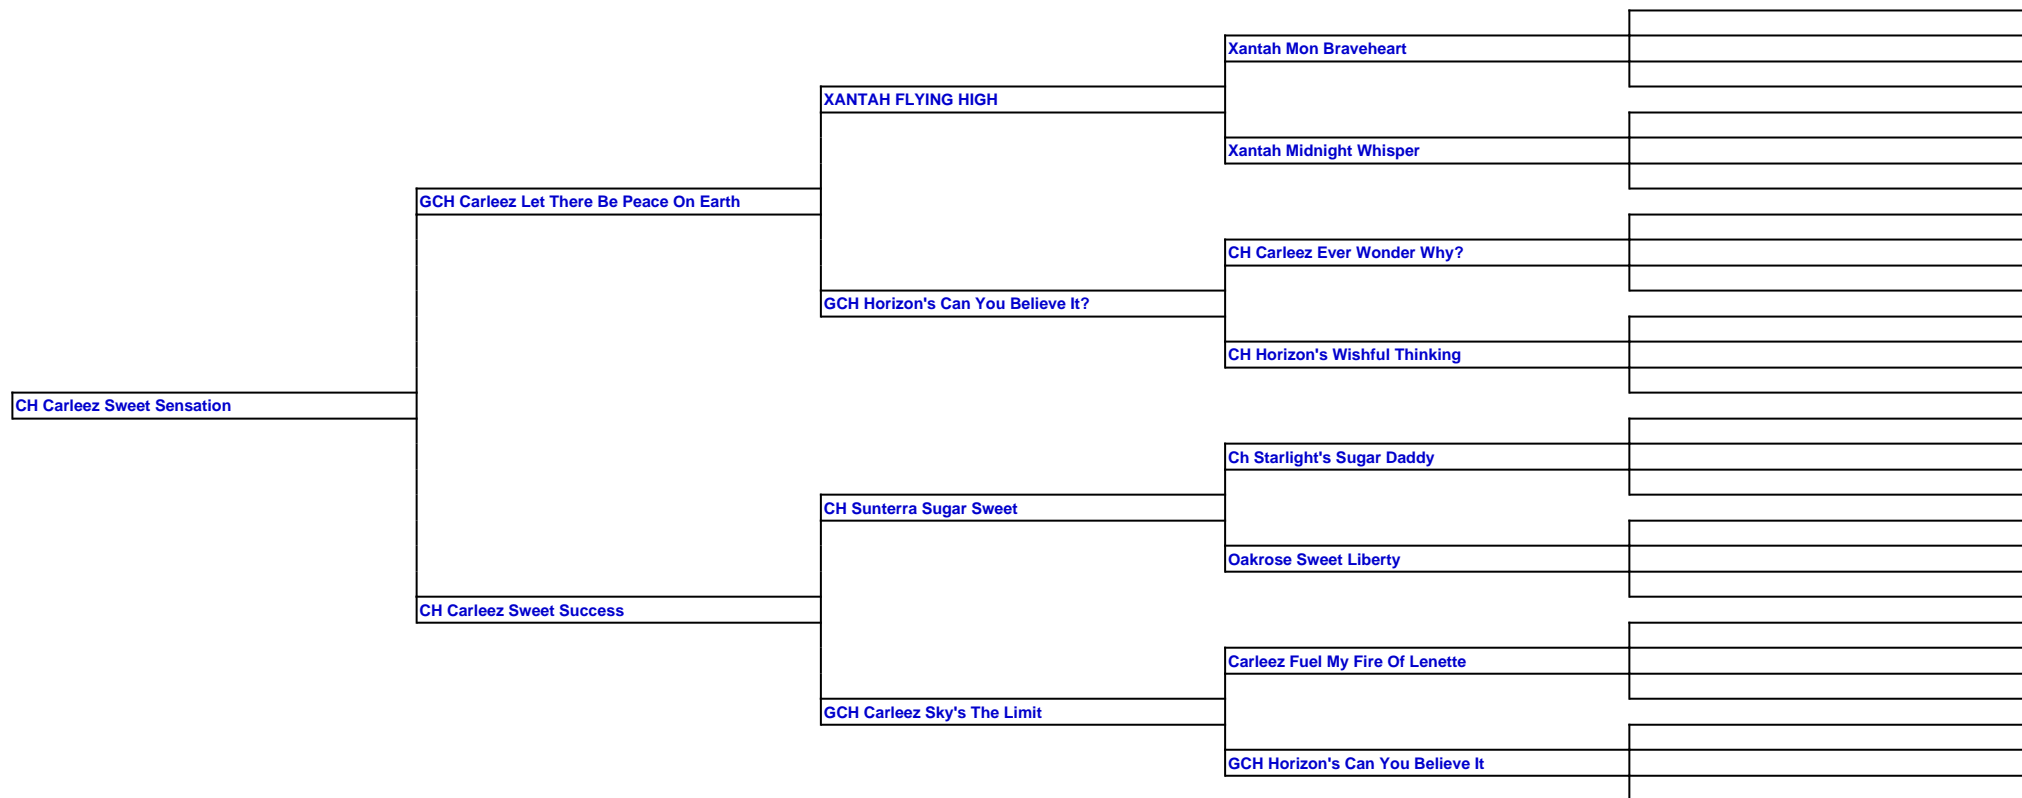 Xantah Mon Braveheart
XANTAH FLYING HIGH
Xantah Midnight Whisper
GCH Carleez Let There Be Peace On Earth
CH Carleez Ever Wonder Why?
GCH Horizon's Can You Believe It?
CH Horizon's Wishful Thinking
CH Carleez Sweet Sensation
Ch Starlight's Sugar Daddy
CH Sunterra Sugar Sweet
Oakrose Sweet Liberty
CH Carleez Sweet Success
Carleez Fuel My Fire Of Lenette
GCH Carleez Sky's The Limit
GCH Horizon's Can You Believe It